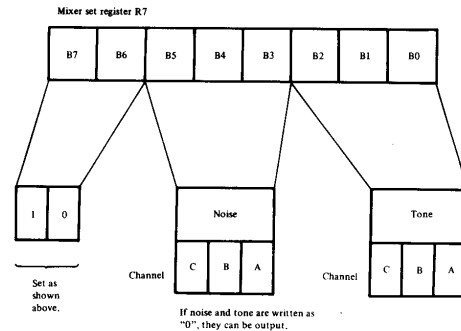 Mixer set register R7
B7 B6 B5 B4 B3 B2 B1 B0
1 0
Noise
Tone
Channel C B A
Channel C B A
Set as
shown
above.
If noise and tone are written as
"0", they can be output.